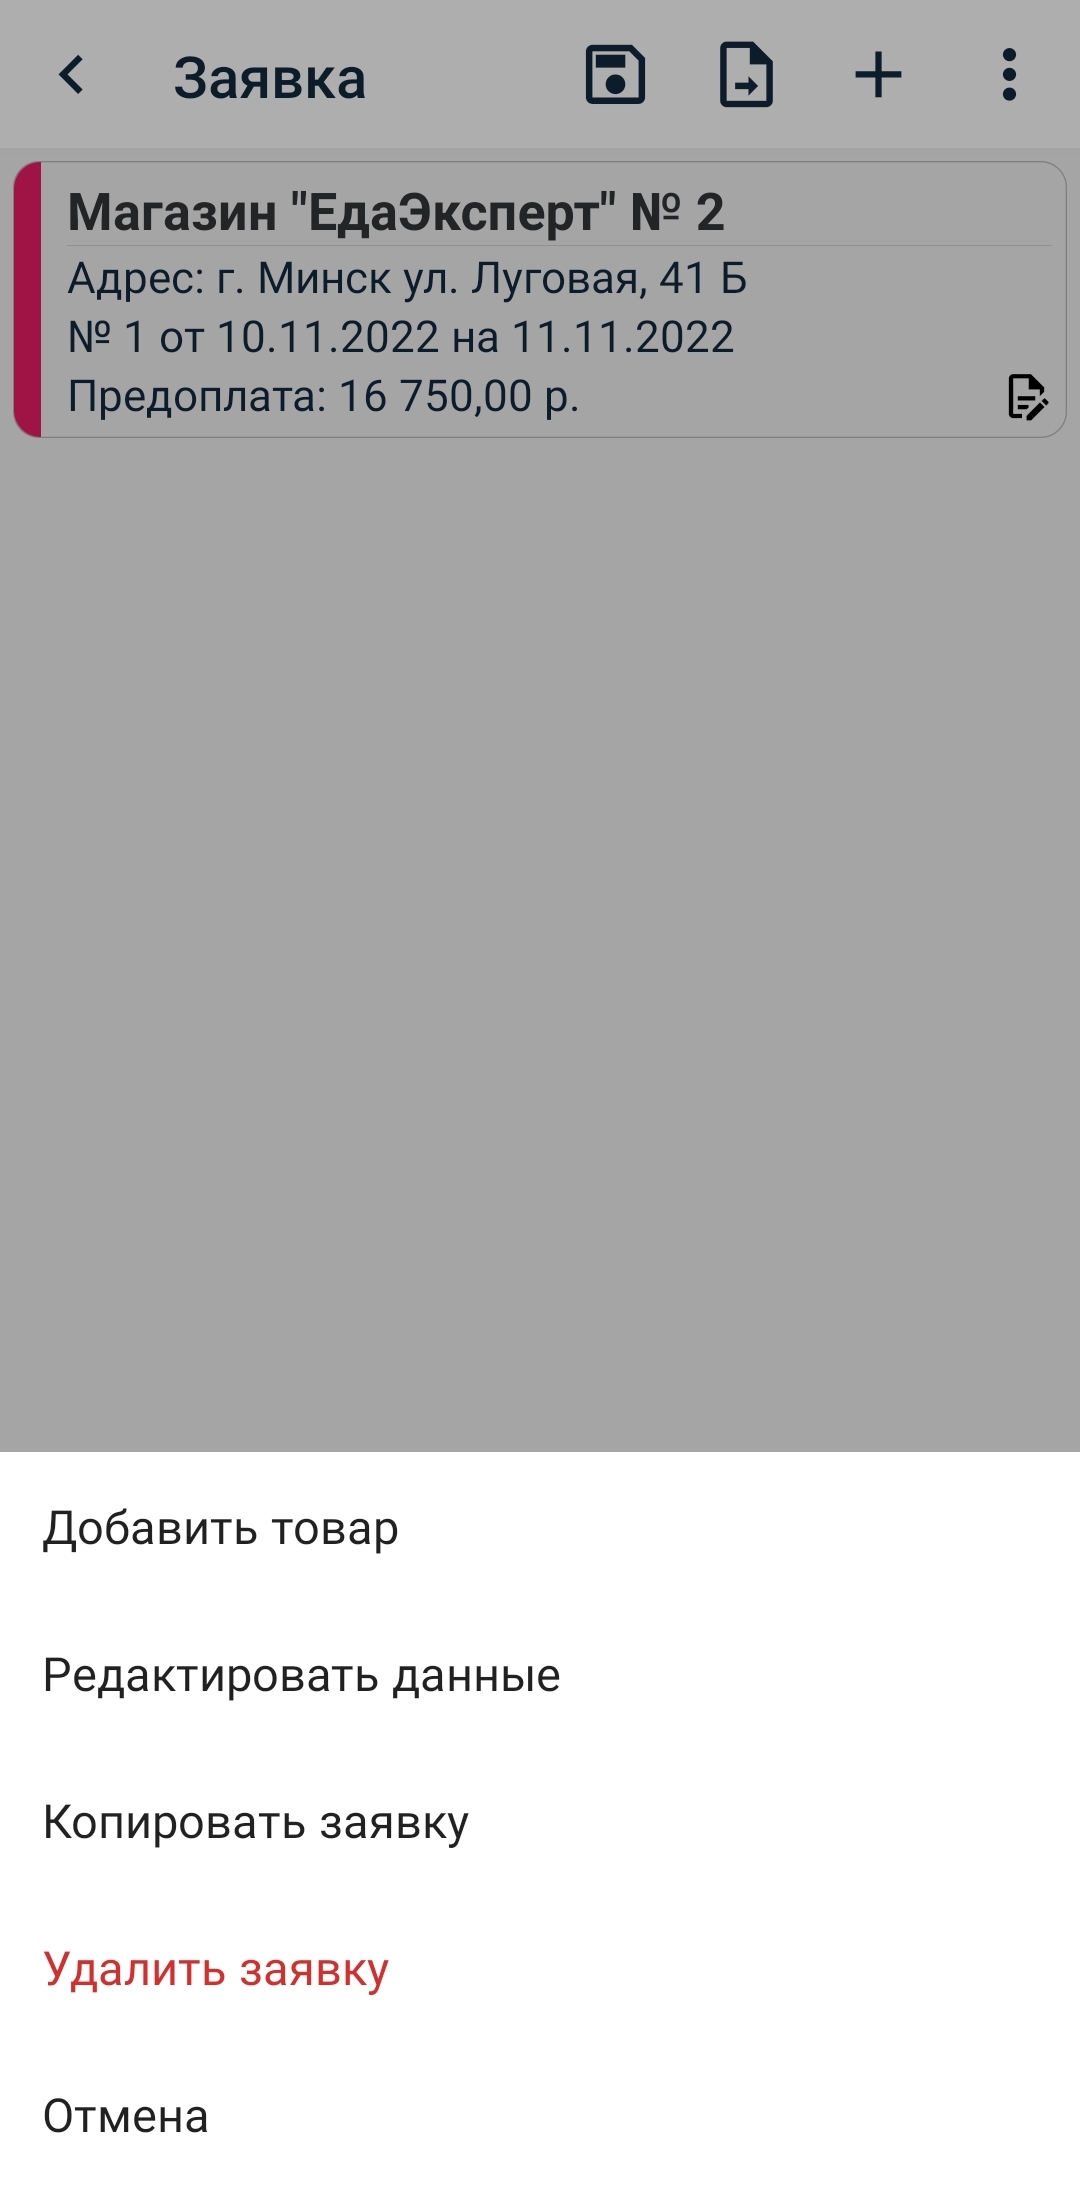 Заявка
Магазин "ЕдаЭксперт" № 2
Адрес: г. Минск ул. Луговая, 41 Б
№ 1 от 10.11.2022 на 11.11.2022
Предоплата: 16 750,00 р.
Добавить товар
Редактировать данные
Копировать заявку
Удалить заявку
Отмена